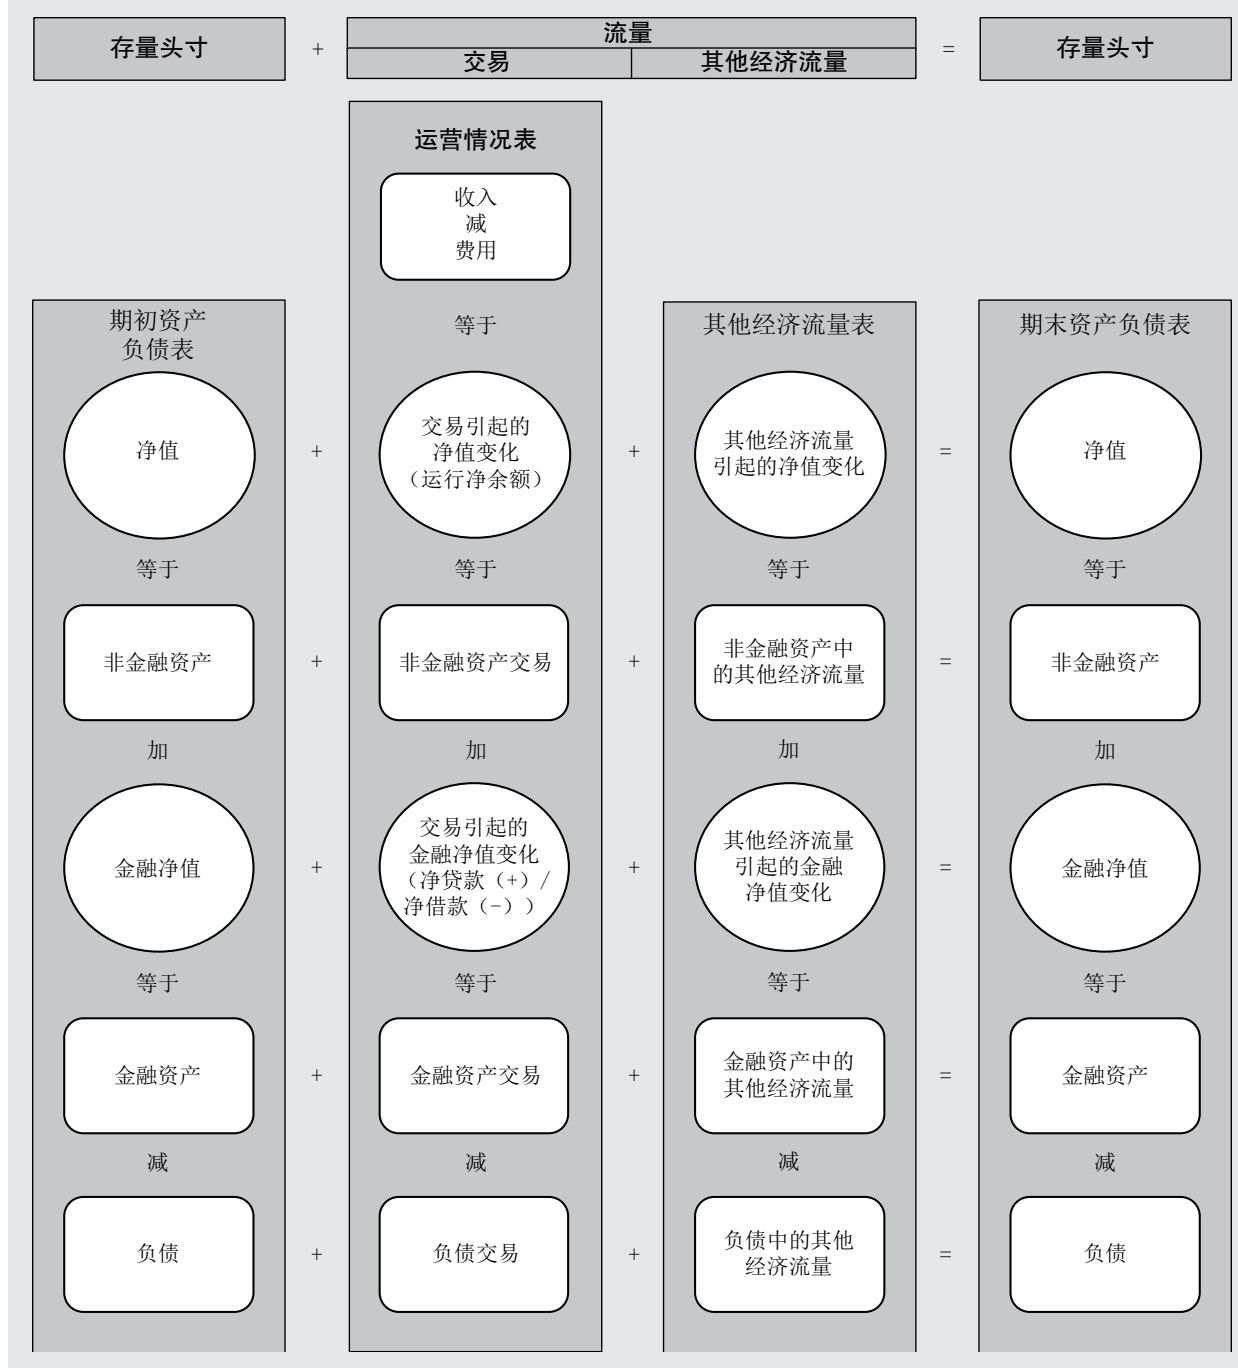 存量头寸
+
流量
交易
其他经济流量
=
存量头寸
运营情况表
收入
减
费用
等于
期初资产
负债表
其他经济流量表
期末资产负债表
净值
+
交易引起的
净值变化
（运行净余额）
+
其他经济流量
引起的净值变化
=
净值
等于
等于
等于
等于
非金融资产
+
非金融资产交易
+
非金融资产中
的其他经济流量
=
非金融资产
加
加
加
加
金融净值
+
交易引起的
金融净值变化
（净贷款（+）/
净借款（-））
+
其他经济流量
引起的金融
净值变化
=
金融净值
等于
等于
等于
等于
金融资产
+
金融资产交易
+
金融资产中的
其他经济流量
=
金融资产
减
减
减
减
负债
+
负债交易
+
负债中的其他
经济流量
=
负债